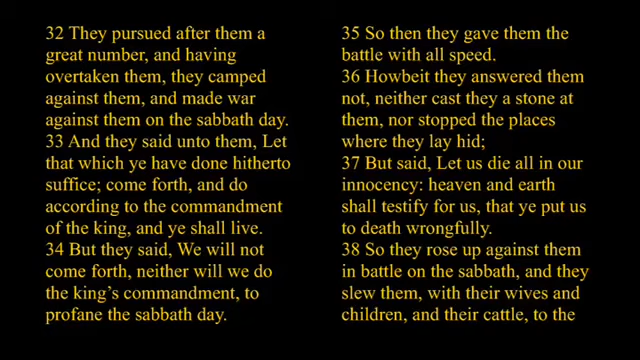 32 They pursued after them a
great number, and having
overtaken them, they camped
against them, and made war
against them on the sabbath day.
33 And they said unto them, Let
that which ye have done hitherto
suffice; come forth, and do
according to the commandment
of the king, and ye shall live.
34 But they said, We will not
come forth, neither will we do
the king's commandment, to
profane the sabbath day.
35 So then they gave them the
battle with all speed.
36 Howbeit they answered them
not, neither cast they a stone at
them, nor stopped the places
where they lay hid;
37 But said, Let us die all in our
innocency: heaven and earth
shall testify for us, that ye put us
to death wrongfully.
38 So they rose up against them
in battle on the sabbath, and they
slew them, with their wives and
children, and their cattle, to the